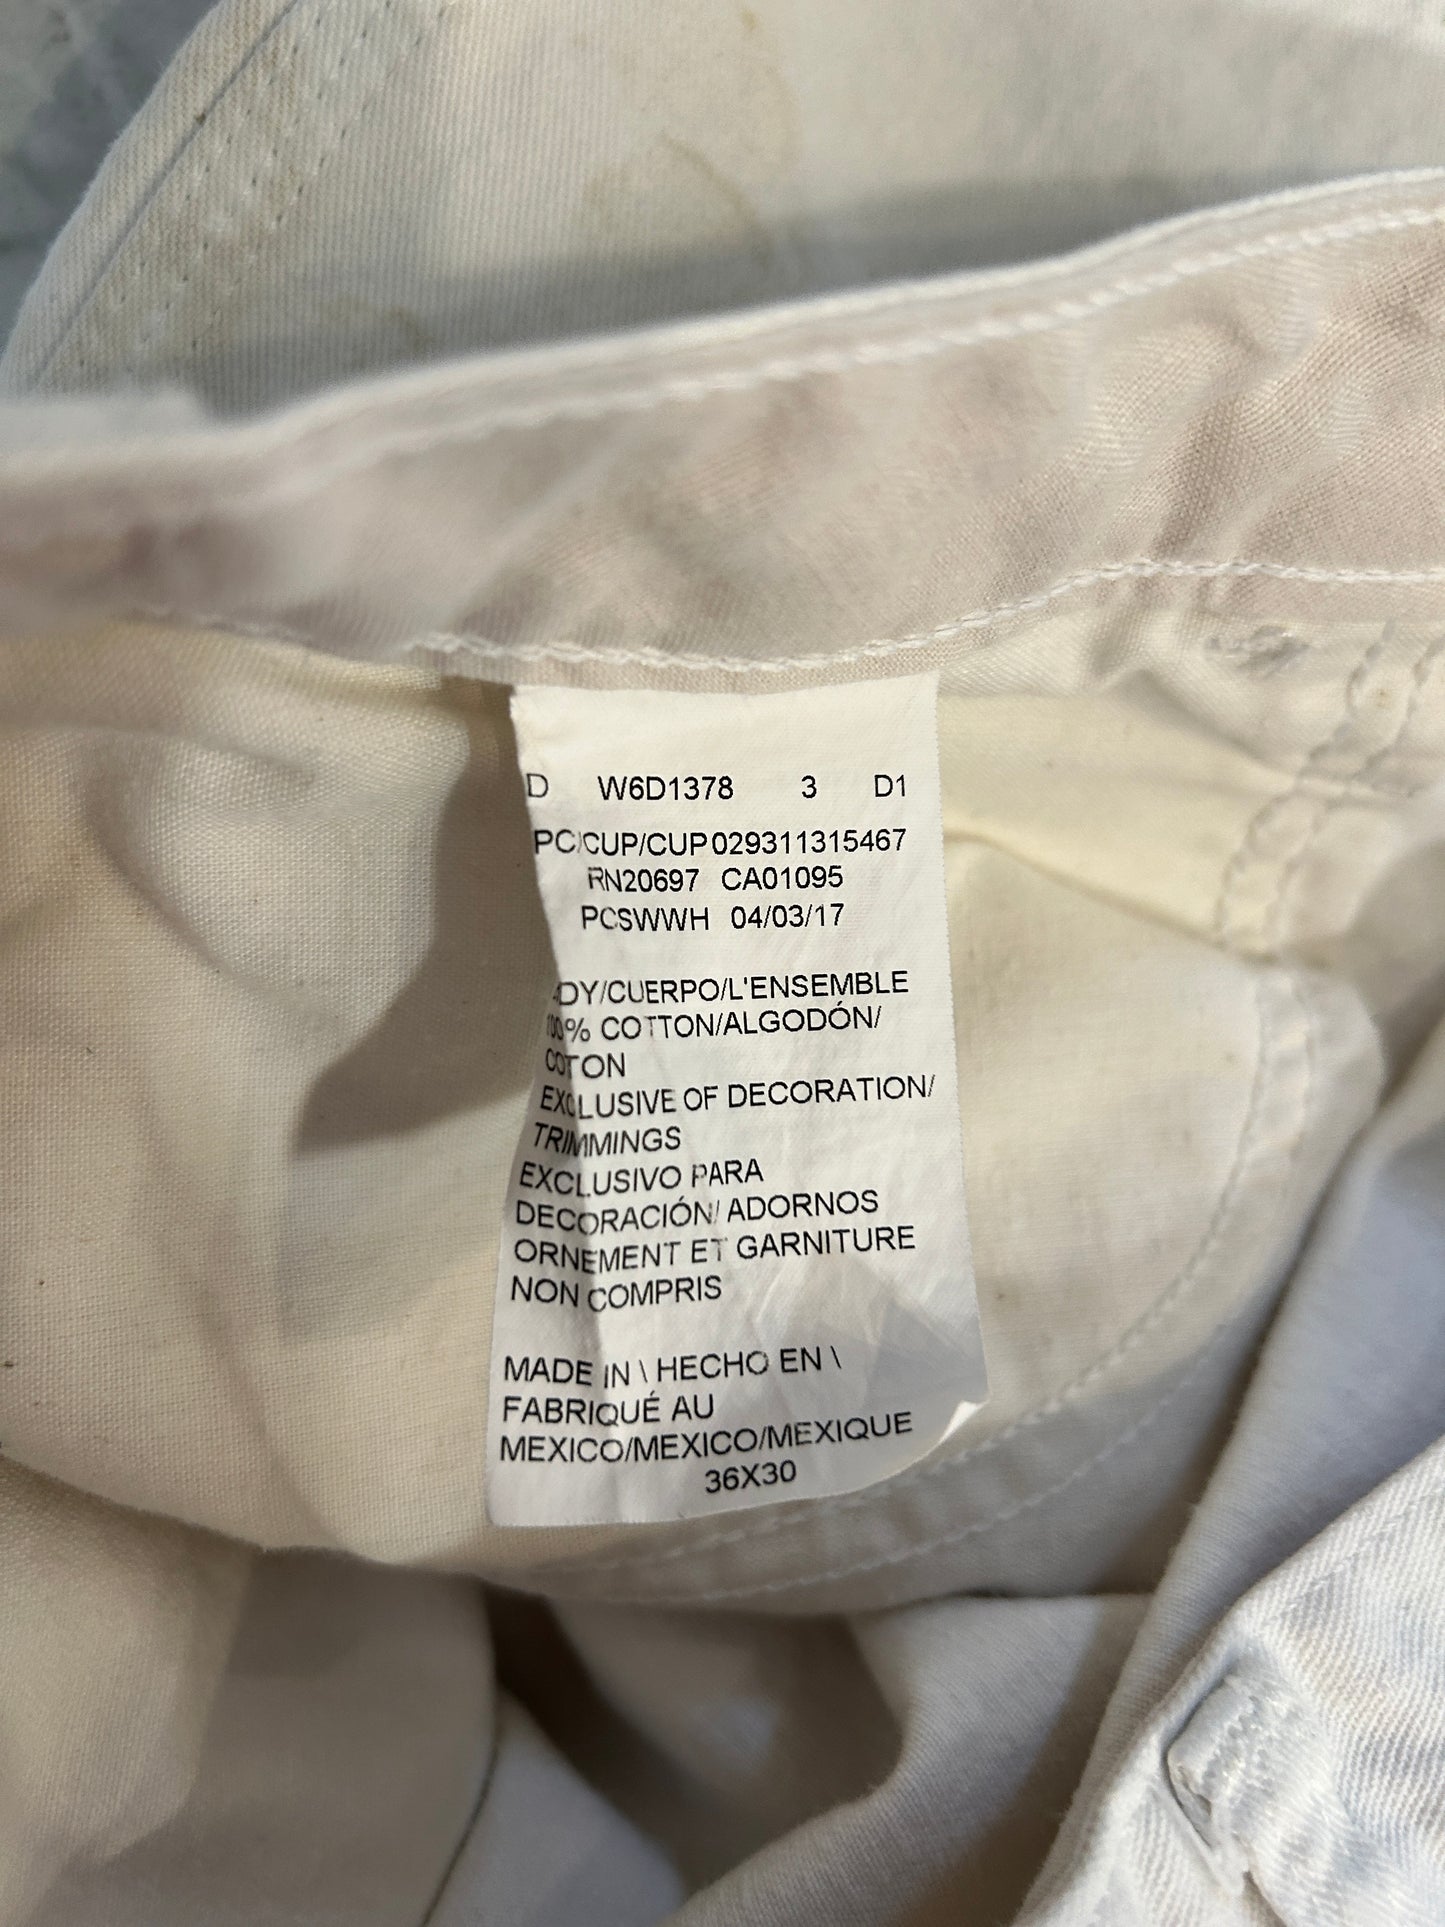 D W6D1378 3 D1
PC/CUP/CUP 029311315467
RN20697 CA01095
PCSWWH 04/03/17
ODY/CUERPO/L'ENSEMBLE
100% COTTON/ALGODÓN/
COTON
EXCLUSIVE OF DECORATION/
TRIMMINGS
EXCLUSIVO PARA
DECORACIÓN/ ADORNOS
ORNEMENT ET GARNITURE
NON COMPRIS
MADE IN \ HECHO EN \
FABRIQUÉ AU
MEXICO/MEXICO/MEXIQUE
36X30